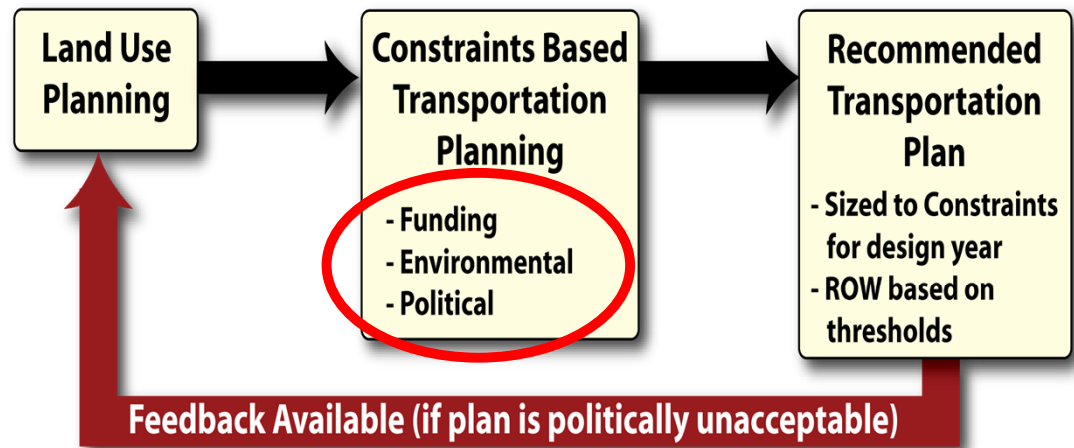 Land Use
Planning
Constraints Based
Transportation
Planning
- Funding
- Environmental
- Political
Recommended
Transportation
Plan
- Sized to Constraints
for design year
- ROW based on
thresholds
Feedback Available (if plan is politically unacceptable)